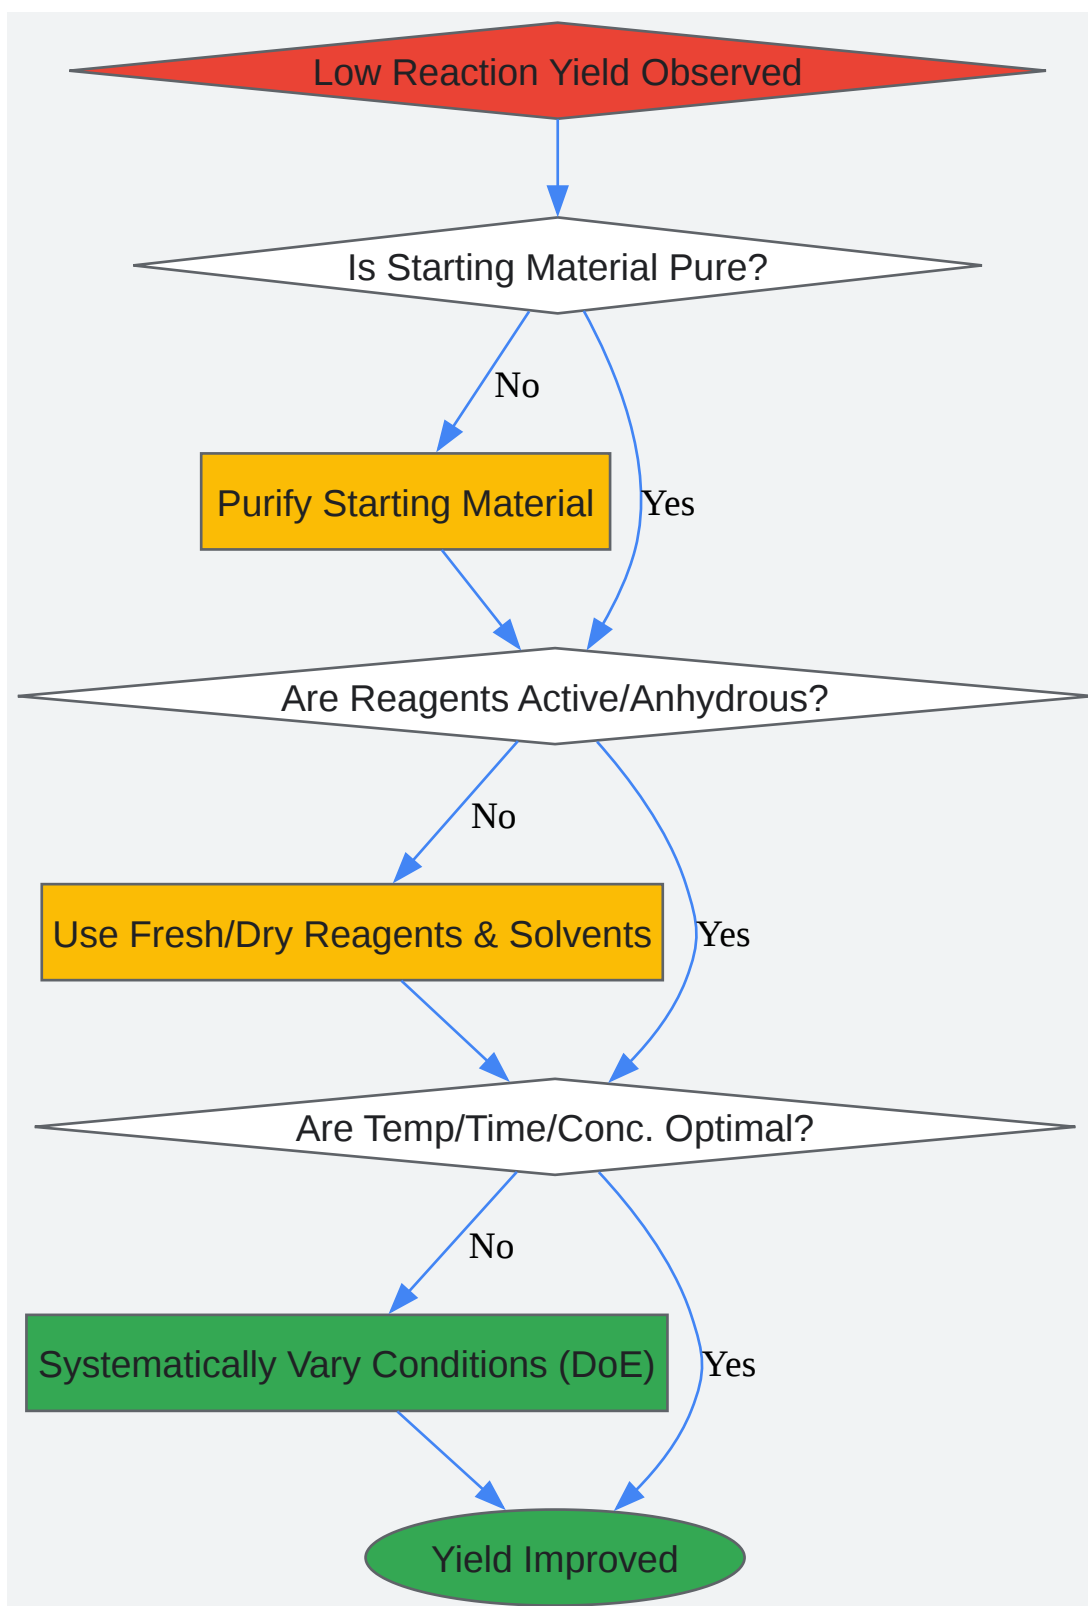 Low Reaction Yield Observed
Is Starting Material Pure?
No
Purify Starting Material
Yes
Are Reagents Active/Anhydrous?
No
Use Fresh/Dry Reagents & Solvents
Yes
Are Temp/Time/Conc. Optimal?
No
Systematically Vary Conditions (DoE)
Yes
Yield Improved